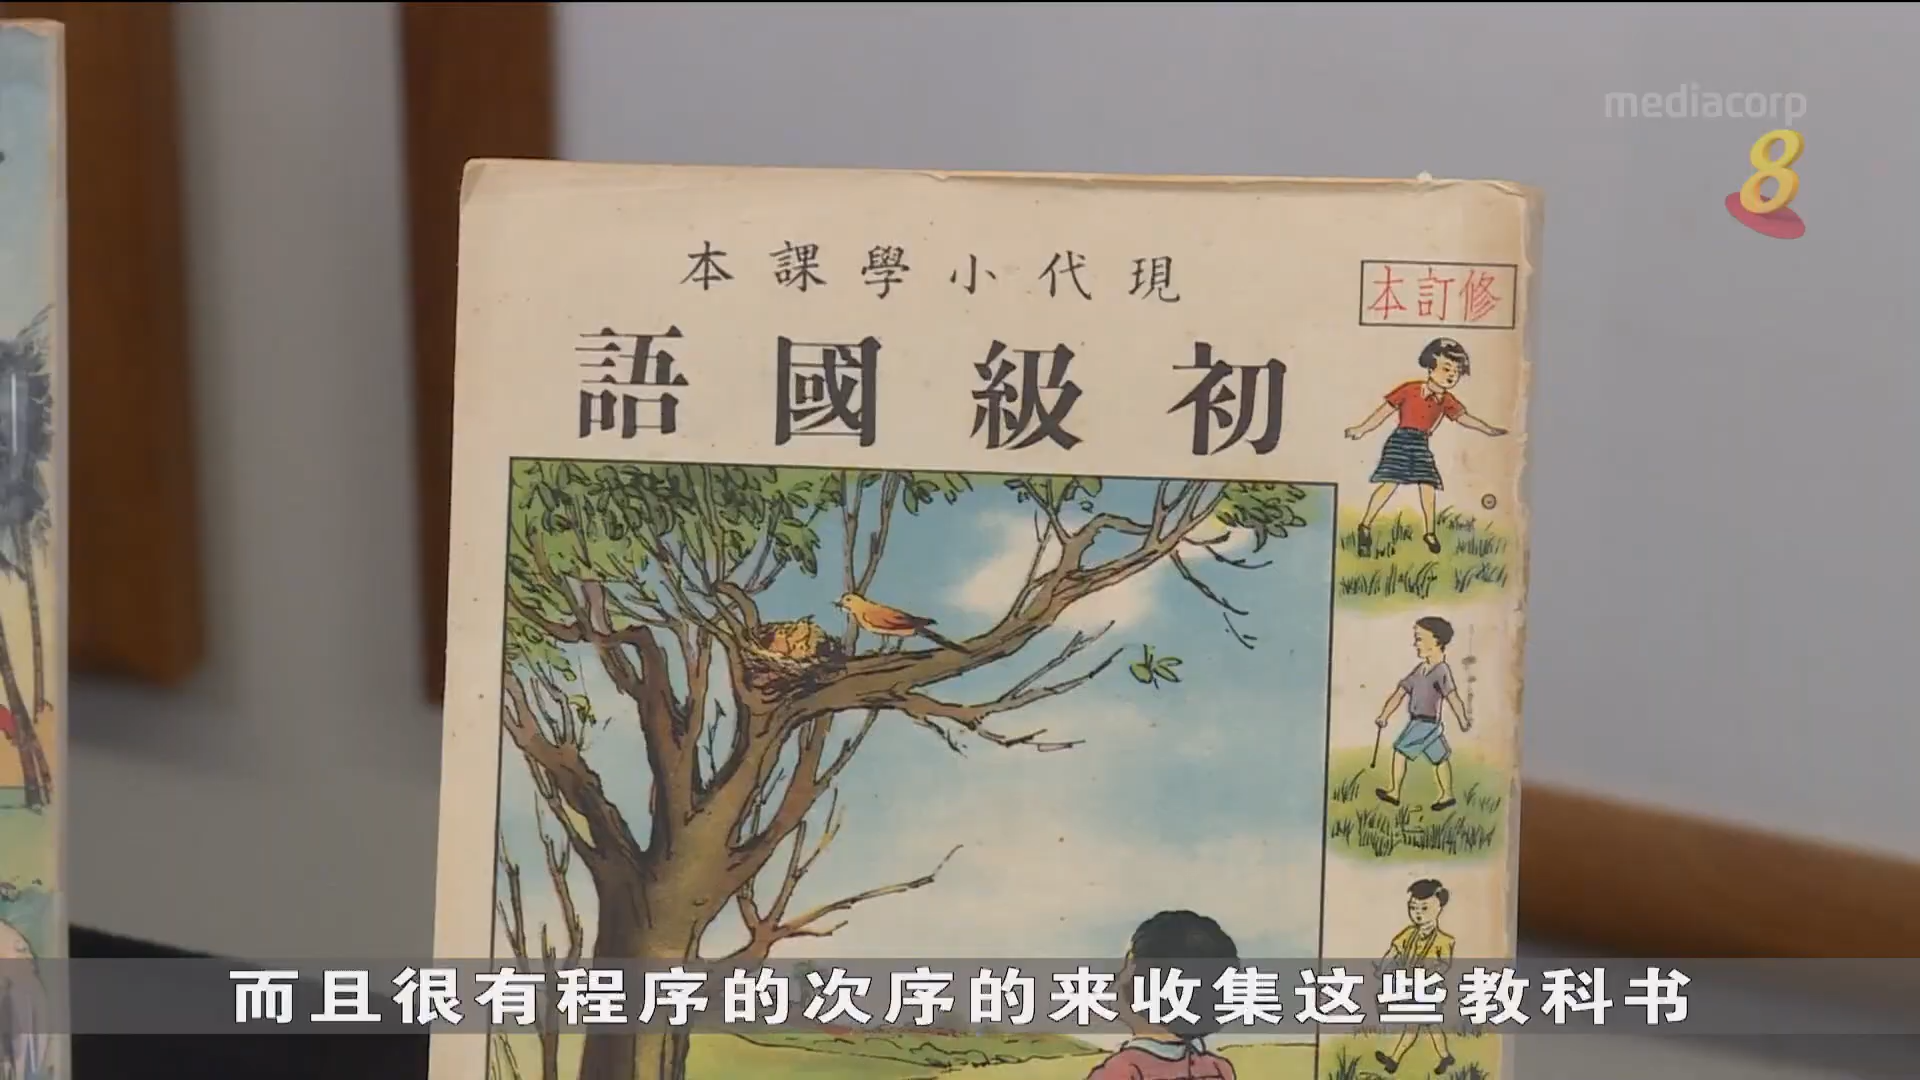 mediacorp
8
現代小學課本
修訂本
初級國語
而且很有程序的次序的来收集这些教科书